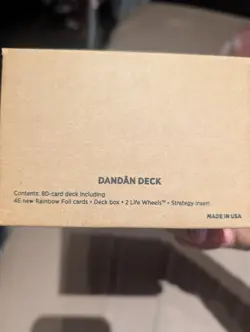 DANDÂN DECK
Contents: 80-card deck including
46 new Rainbow Foil cards • Deck box • 2 Life Wheels™ • Strategy insert
MADE IN USA